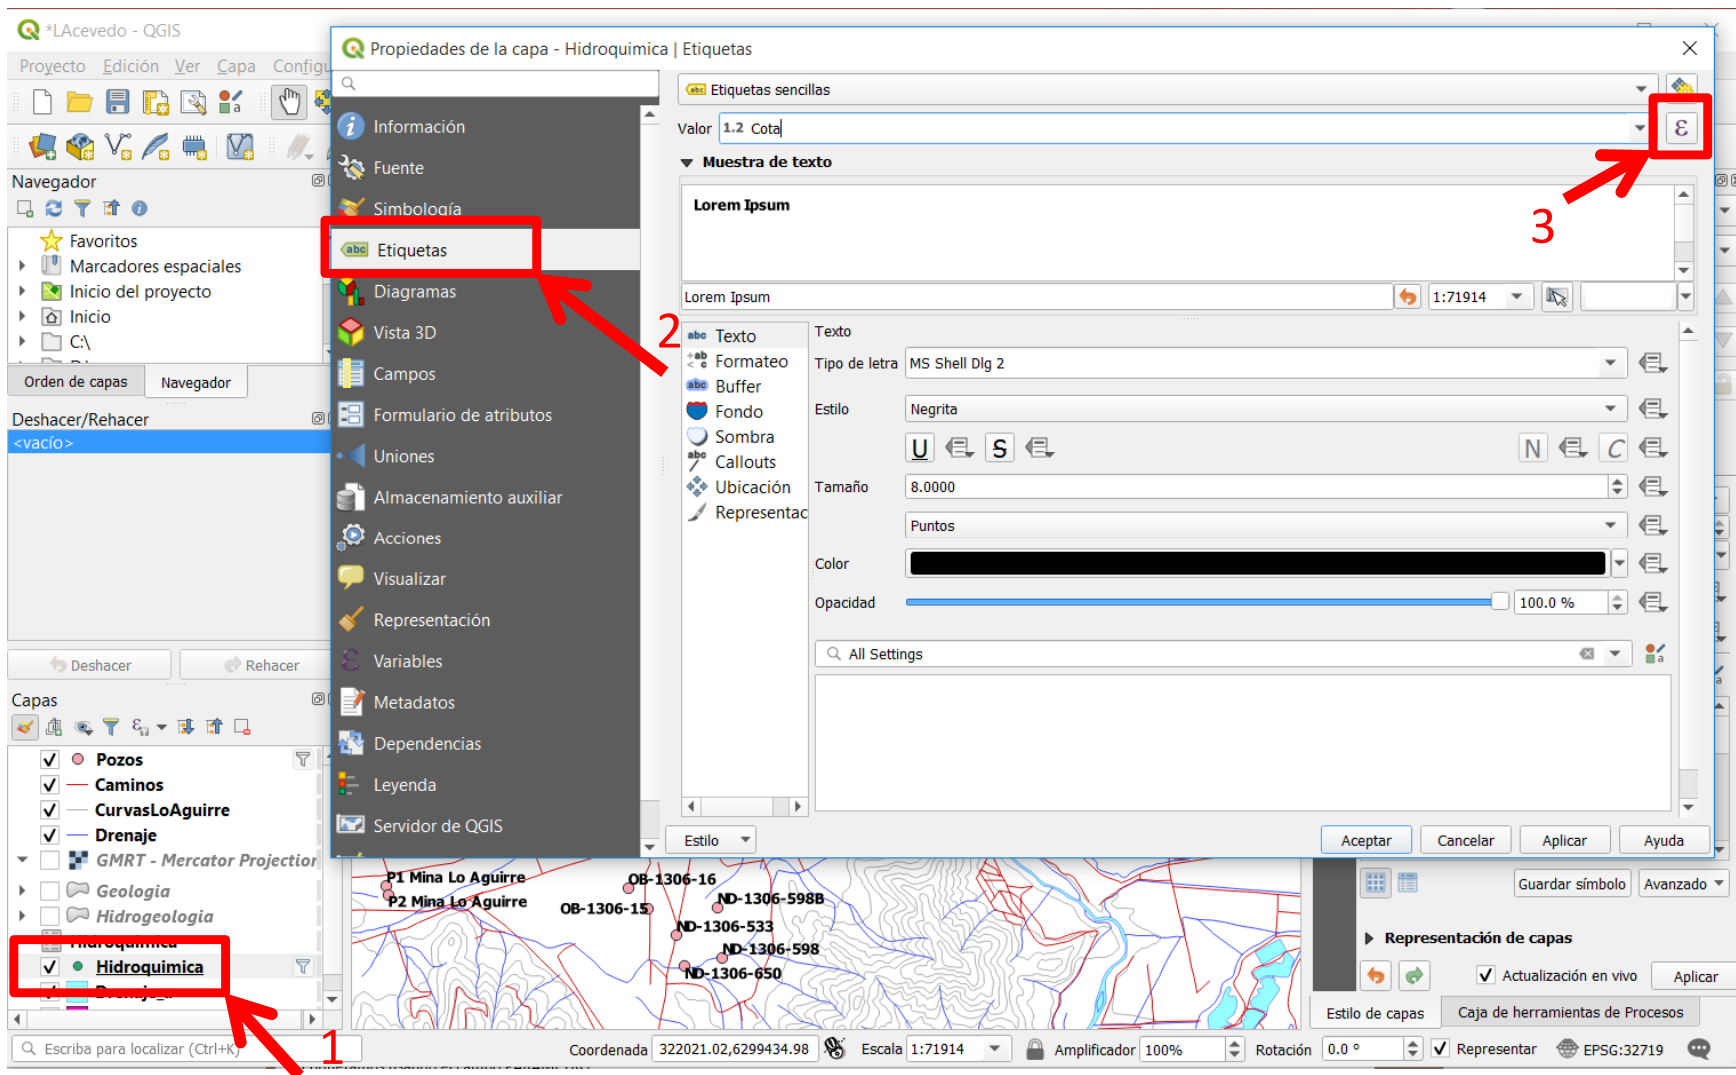 *LAcevedo - QGIS
Proyecto Edición Ver Capa Configu
Navegador
Favoritos
Marcadores espaciales
Inicio del proyecto
Inicio
C:\
Orden de capas Navegador
Deshacer/Rehacer
<vacío>
Deshacer Rehacer
Capas
Pozos
Caminos
CurvasLoAguirre
Drenaje
GMRT - Mercator Projection
Geologia
Hidrogeologia
Hidroquimica
Hidroquimica
1
Escriba para localizar (Ctrl+K)
Propiedades de la capa - Hidroquimica | Etiquetas
Información
Fuente
Simbología
abc Etiquetas
Diagramas
Vista 3D
Campos
Formulario de atributos
Uniones
Almacenamiento auxiliar
Acciones
Visualizar
Representación
Variables
Metadatos
Dependencias
Leyenda
Servidor de QGIS
2
abc Etiquetas sencillas
Valor 1.2 Cota
ε
3
Muestra de texto
Lorem Ipsum
Lorem Ipsum 1:71914
abc Texto
Formateo
abc Buffer
Fondo
Sombra
abc Callouts
Ubicación
Representac
Texto
Tipo de letra MS Shell Dlg 2
Estilo Negrita
U S N C
Tamaño 8.0000
Puntos
Color
Opacidad 100.0 %
All Settings
Estilo Aceptar Cancelar Aplicar Ayuda
P1 Mina Lo Aguirre
P2 Mina Lo Aguirre
OB-1306-16
OB-1306-15
ND-1306-598B
ND-1306-533
ND-1306-598
ND-1306-650
Guardar símbolo Avanzado
Representación de capas
Actualización en vivo Aplicar
Estilo de capas Caja de herramientas de Procesos
Coordenada 322021.02,6299434.98 Escala 1:71914 Amplificador 100% Rotación 0.0 ° Representar EPSG:32719